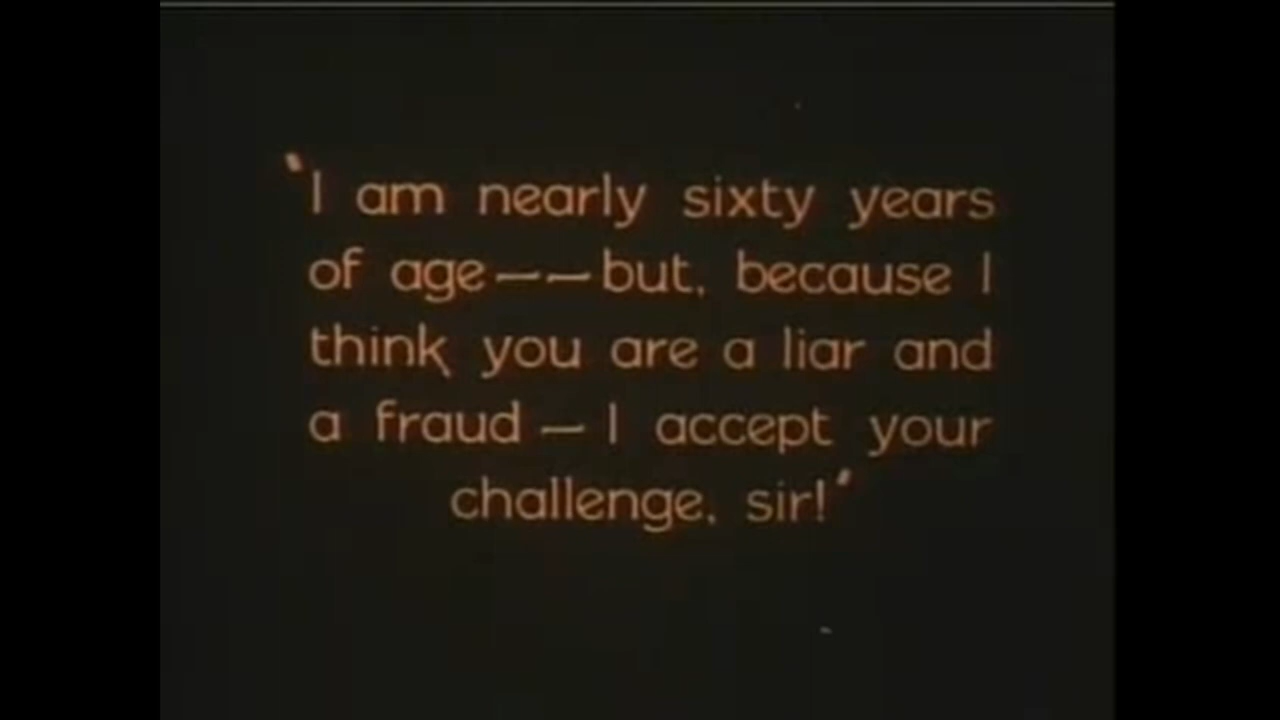 'I am nearly sixty years
of age——but, because I
think you are a liar and
a fraud — I accept your
challenge, sir!'